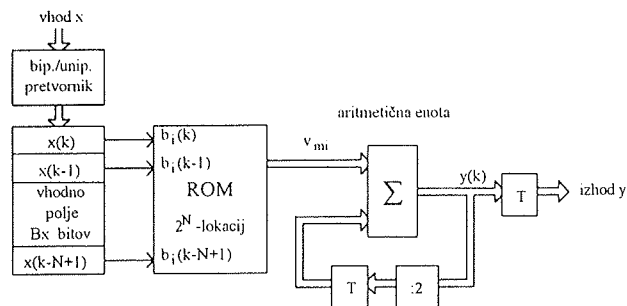 vhod x
bip./unip.
pretvornik
x(k)
x(k-1)
vhodno
polje
Bx bitov
x(k-N+1)
b_i(k)
b_i(k-1)
ROM
2^N -lokacij
b_i(k-N+1)
v_mi
aritmetična enota
Σ
y(k)
T
izhod y
T
:2